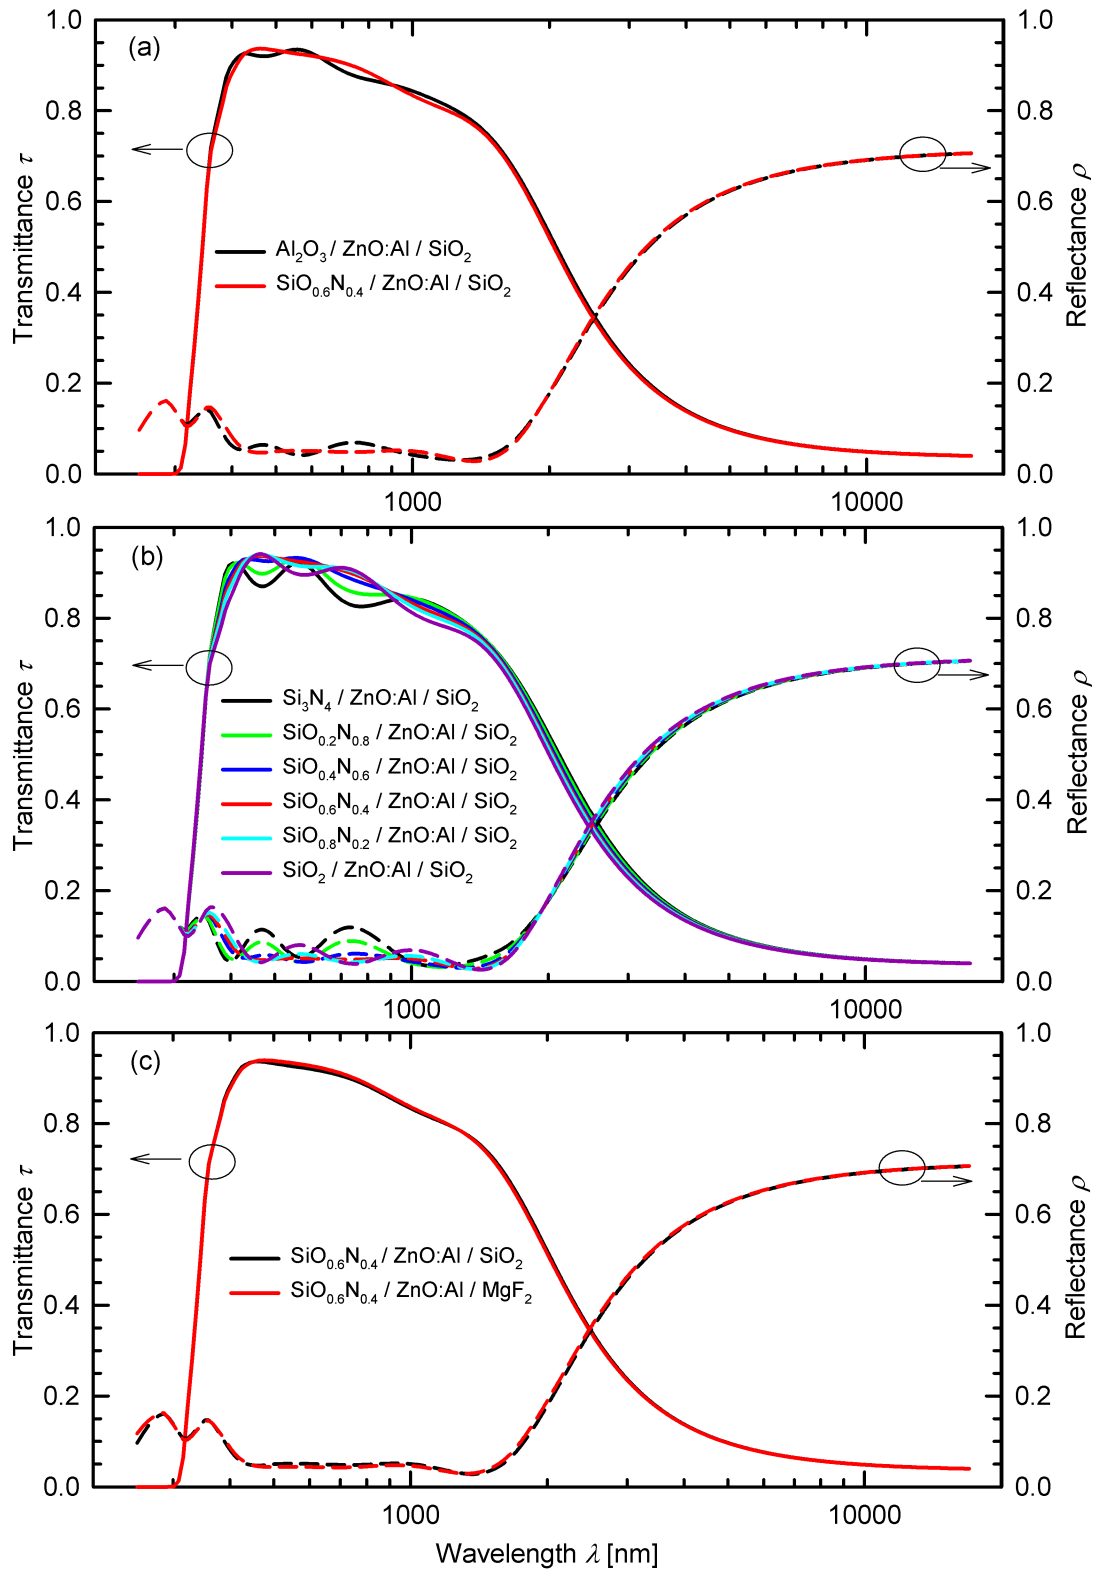 (a)
1.0
0.8
0.6
0.4
0.2
0.0
Transmittance τ
Al₂O₃ / ZnO:Al / SiO₂
SiO₀.₆N₀.₄ / ZnO:Al / SiO₂
1.0
0.8
0.6
0.4
0.2
0.0
Reflectance ρ
1000 10000
(b)
1.0
0.8
0.6
0.4
0.2
0.0
Transmittance τ
Si₃N₄ / ZnO:Al / SiO₂
SiO₀.₂N₀.₈ / ZnO:Al / SiO₂
SiO₀.₄N₀.₆ / ZnO:Al / SiO₂
SiO₀.₆N₀.₄ / ZnO:Al / SiO₂
SiO₀.₈N₀.₂ / ZnO:Al / SiO₂
SiO₂ / ZnO:Al / SiO₂
1.0
0.8
0.6
0.4
0.2
0.0
Reflectance ρ
1000 10000
(c)
1.0
0.8
0.6
0.4
0.2
0.0
Transmittance τ
SiO₀.₆N₀.₄ / ZnO:Al / SiO₂
SiO₀.₆N₀.₄ / ZnO:Al / MgF₂
1.0
0.8
0.6
0.4
0.2
0.0
Reflectance ρ
1000 10000
Wavelength λ [nm]